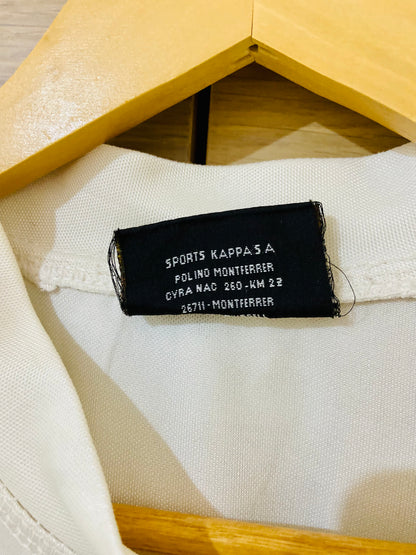 SPORTS KAPPA.S A
POLINO MONTFERRER
CYRA NAC 260-KM 22
25711-MONTFERRER